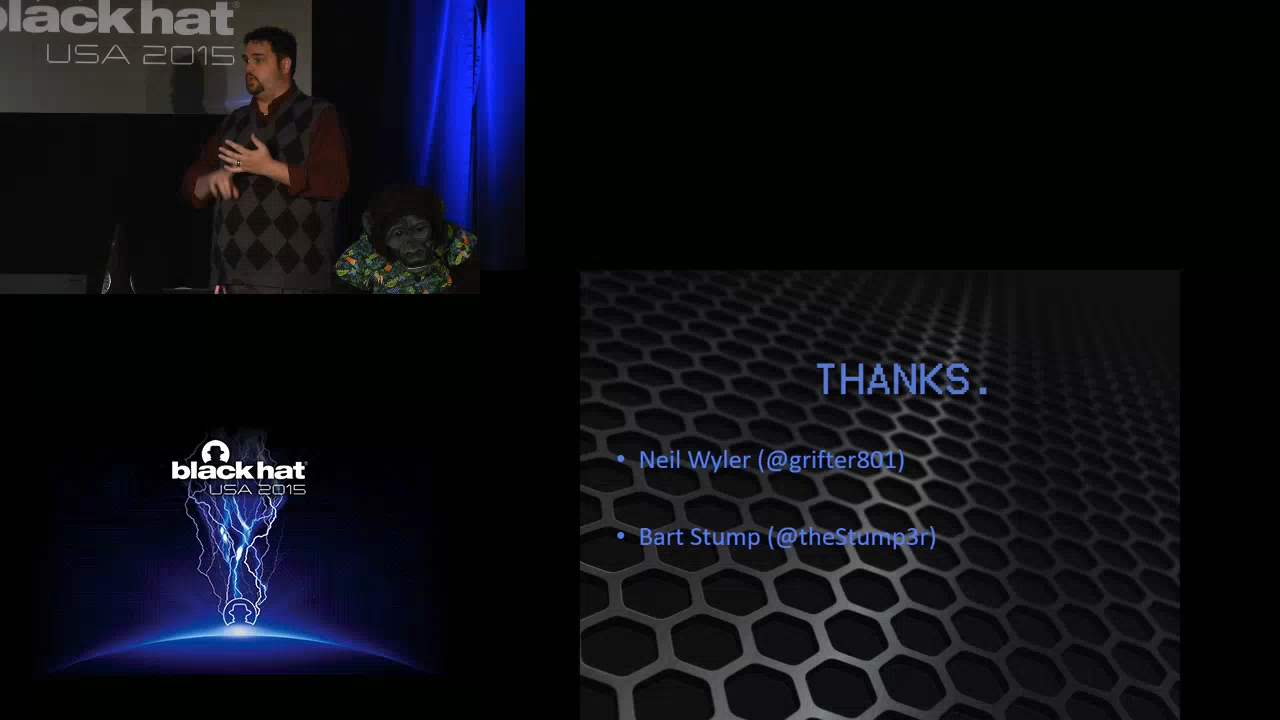 black hat
USA 2015
THANKS.
• Neil Wyler (@grifter801)
• Bart Stump (@theStump3r)
black hat
USA 2015